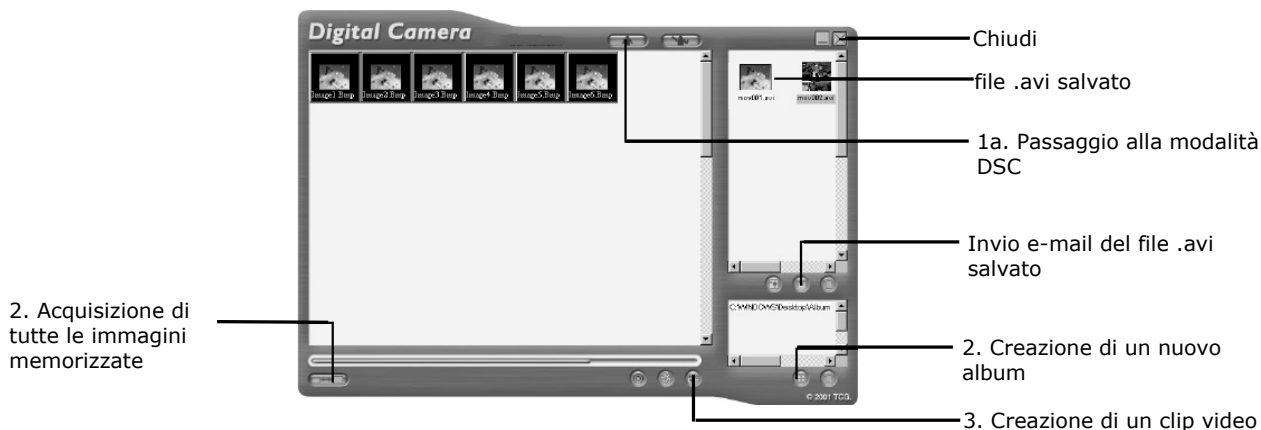 Digital Camera
Image1.Bmp
Image2.Bmp
Image3.Bmp
Image4.Bmp
Image5.Bmp
Image6.Bmp
mov001.avi
mov002.avi
Chiudi
file .avi salvato
1a. Passaggio alla modalità
DSC
Invio e-mail del file .avi
salvato
2. Acquisizione di
tutte le immagini
memorizzate
C:\WINDOWS\Desktop\Album
2. Creazione di un nuovo
album
© 2001 TCG.
3. Creazione di un clip video